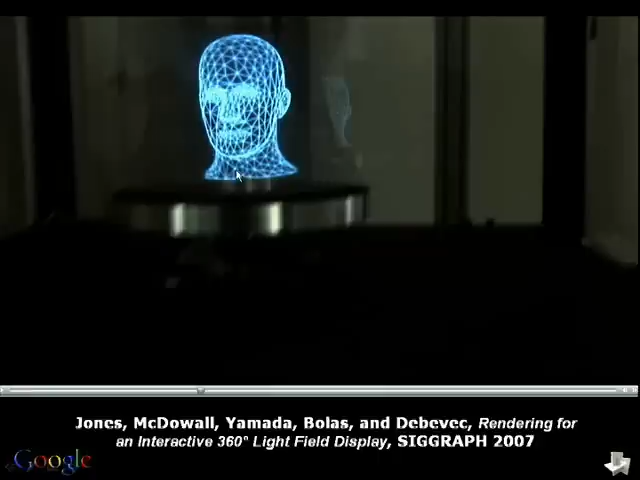 Jones, McDowall, Yamada, Bolas, and Debevec, Rendering for
an Interactive 360° Light Field Display, SIGGRAPH 2007
Google